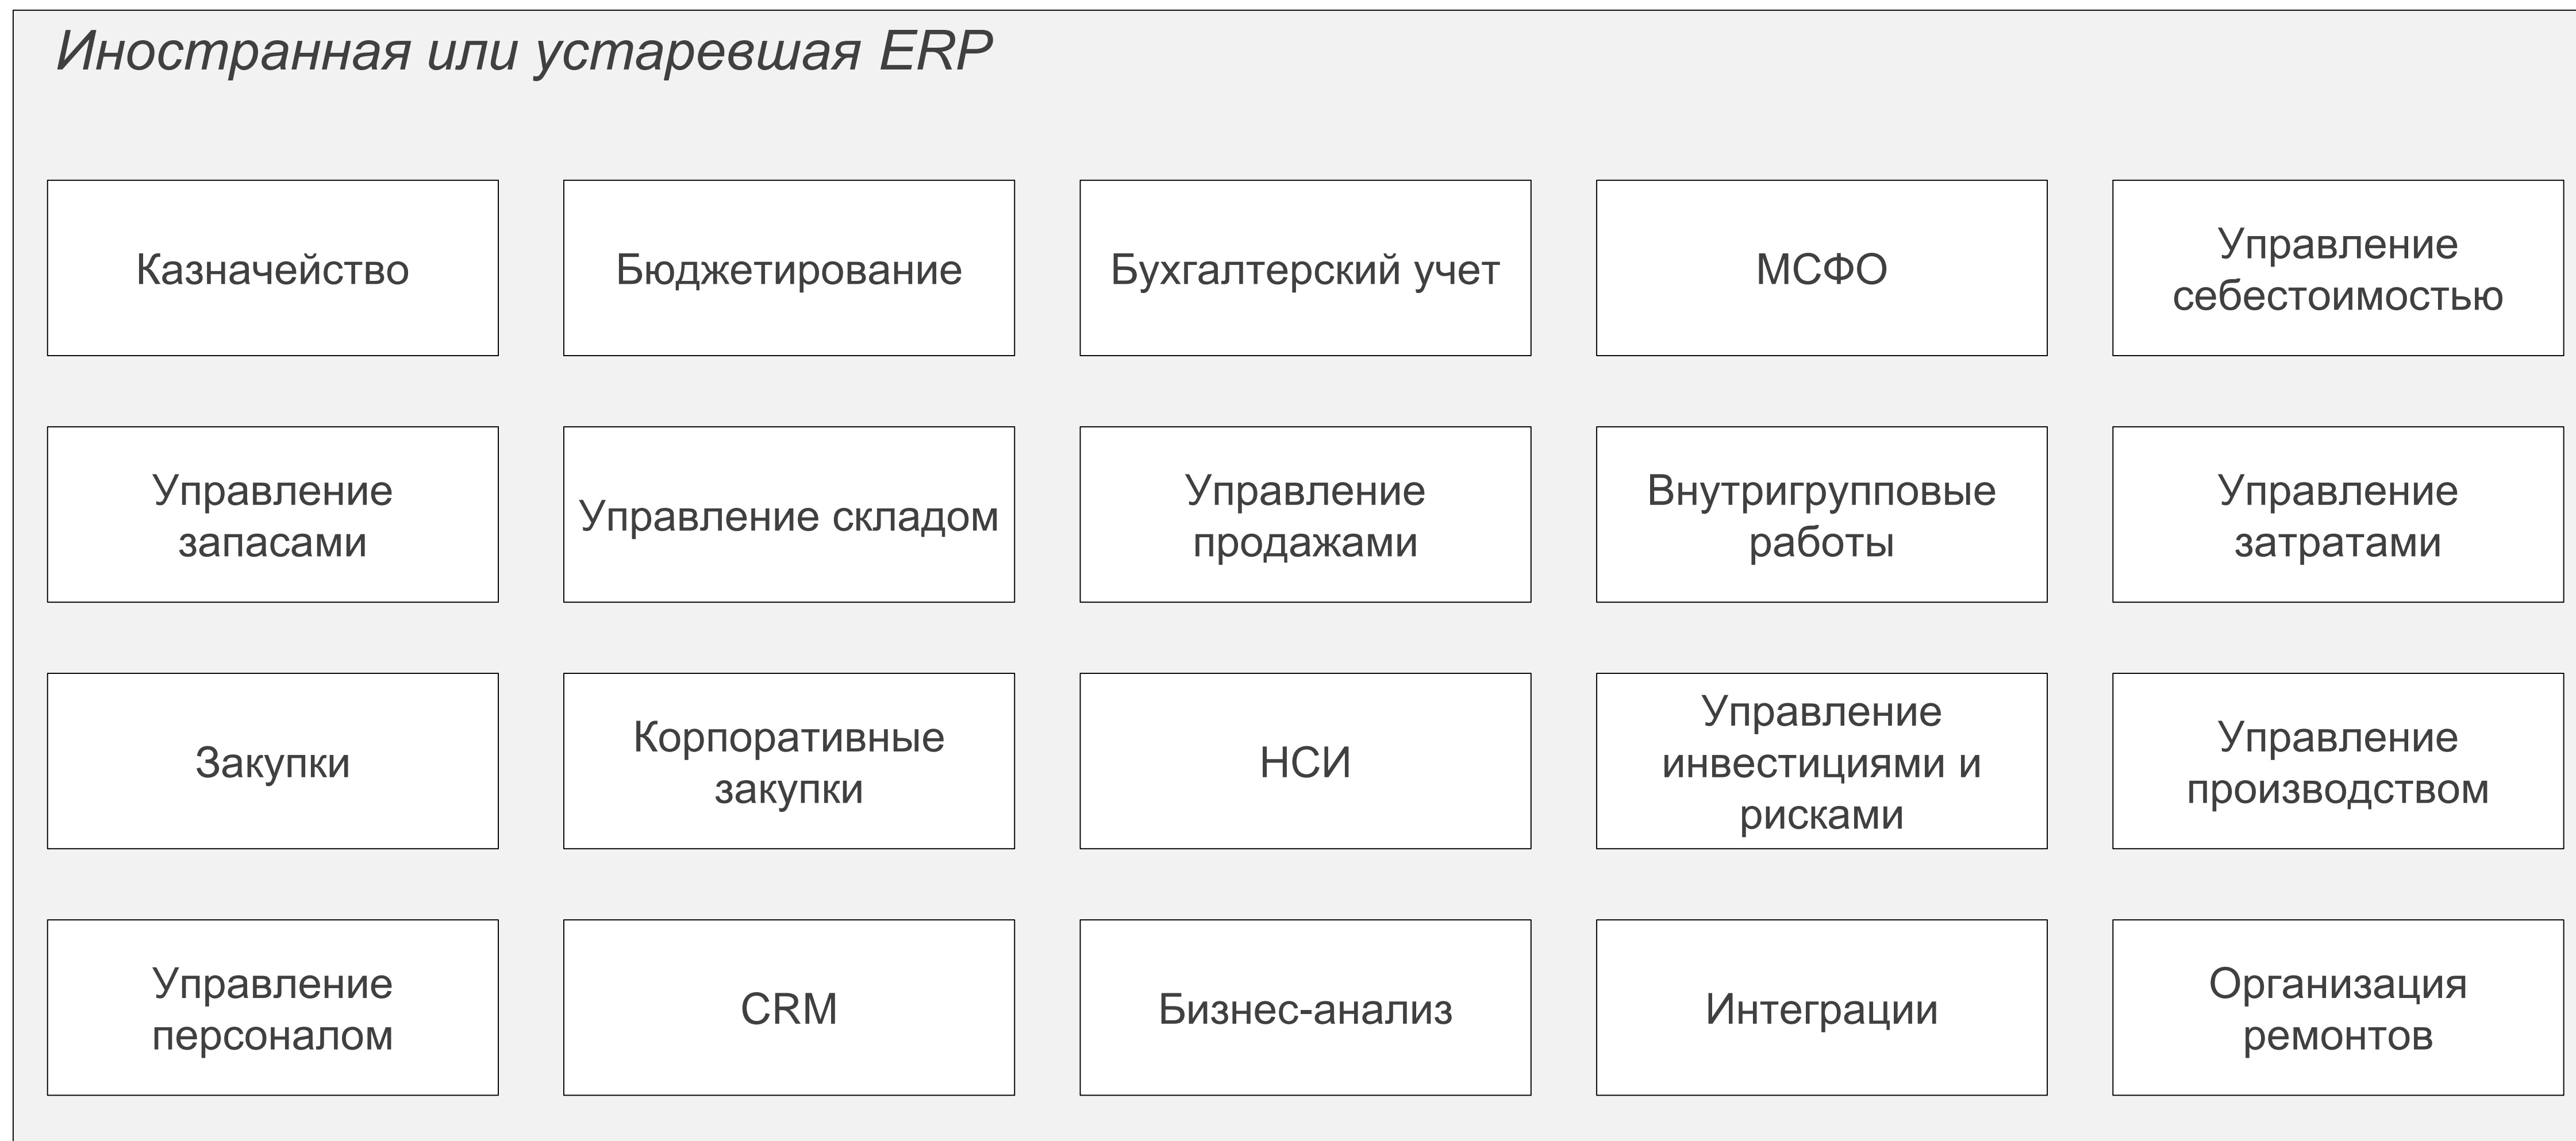 Иностранная или устаревшая ERP
Казначейство
Бюджетирование
Бухгалтерский учет
МСФО
Управление
себестоимостью
Управление
запасами
Управление складом
Управление
продажами
Внутригрупповые
работы
Управление
затратами
Закупки
Корпоративные
закупки
НСИ
Управление
инвестициями и
рисками
Управление
производством
Управление
персоналом
CRM
Бизнес-анализ
Интеграции
Организация
ремонтов